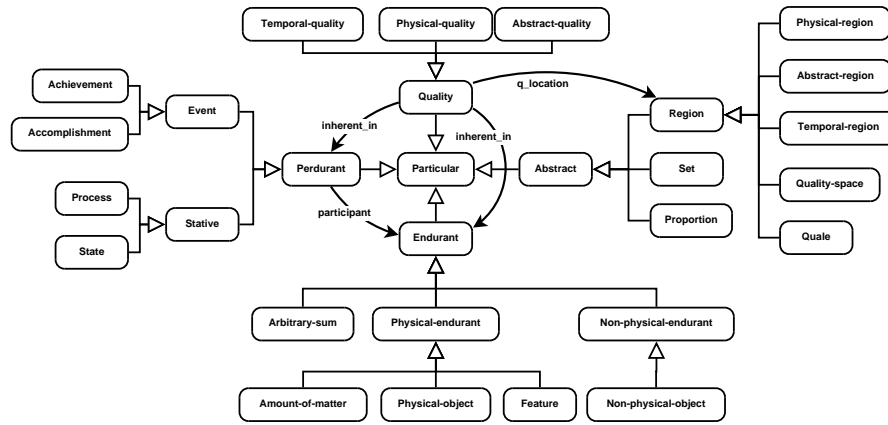 Temporal-quality
Physical-quality
Abstract-quality
Physical-region
Achievement
q_location
Abstract-region
Quality
Event
Region
Accomplishment
inherent_in
inherent_in
Temporal-region
Perdurant
Particular
Abstract
Set
Process
Quality-space
participant
Stative
Proportion
State
Endurant
Quale
Arbitrary-sum
Physical-endurant
Non-physical-endurant
Amount-of-matter
Physical-object
Feature
Non-physical-object